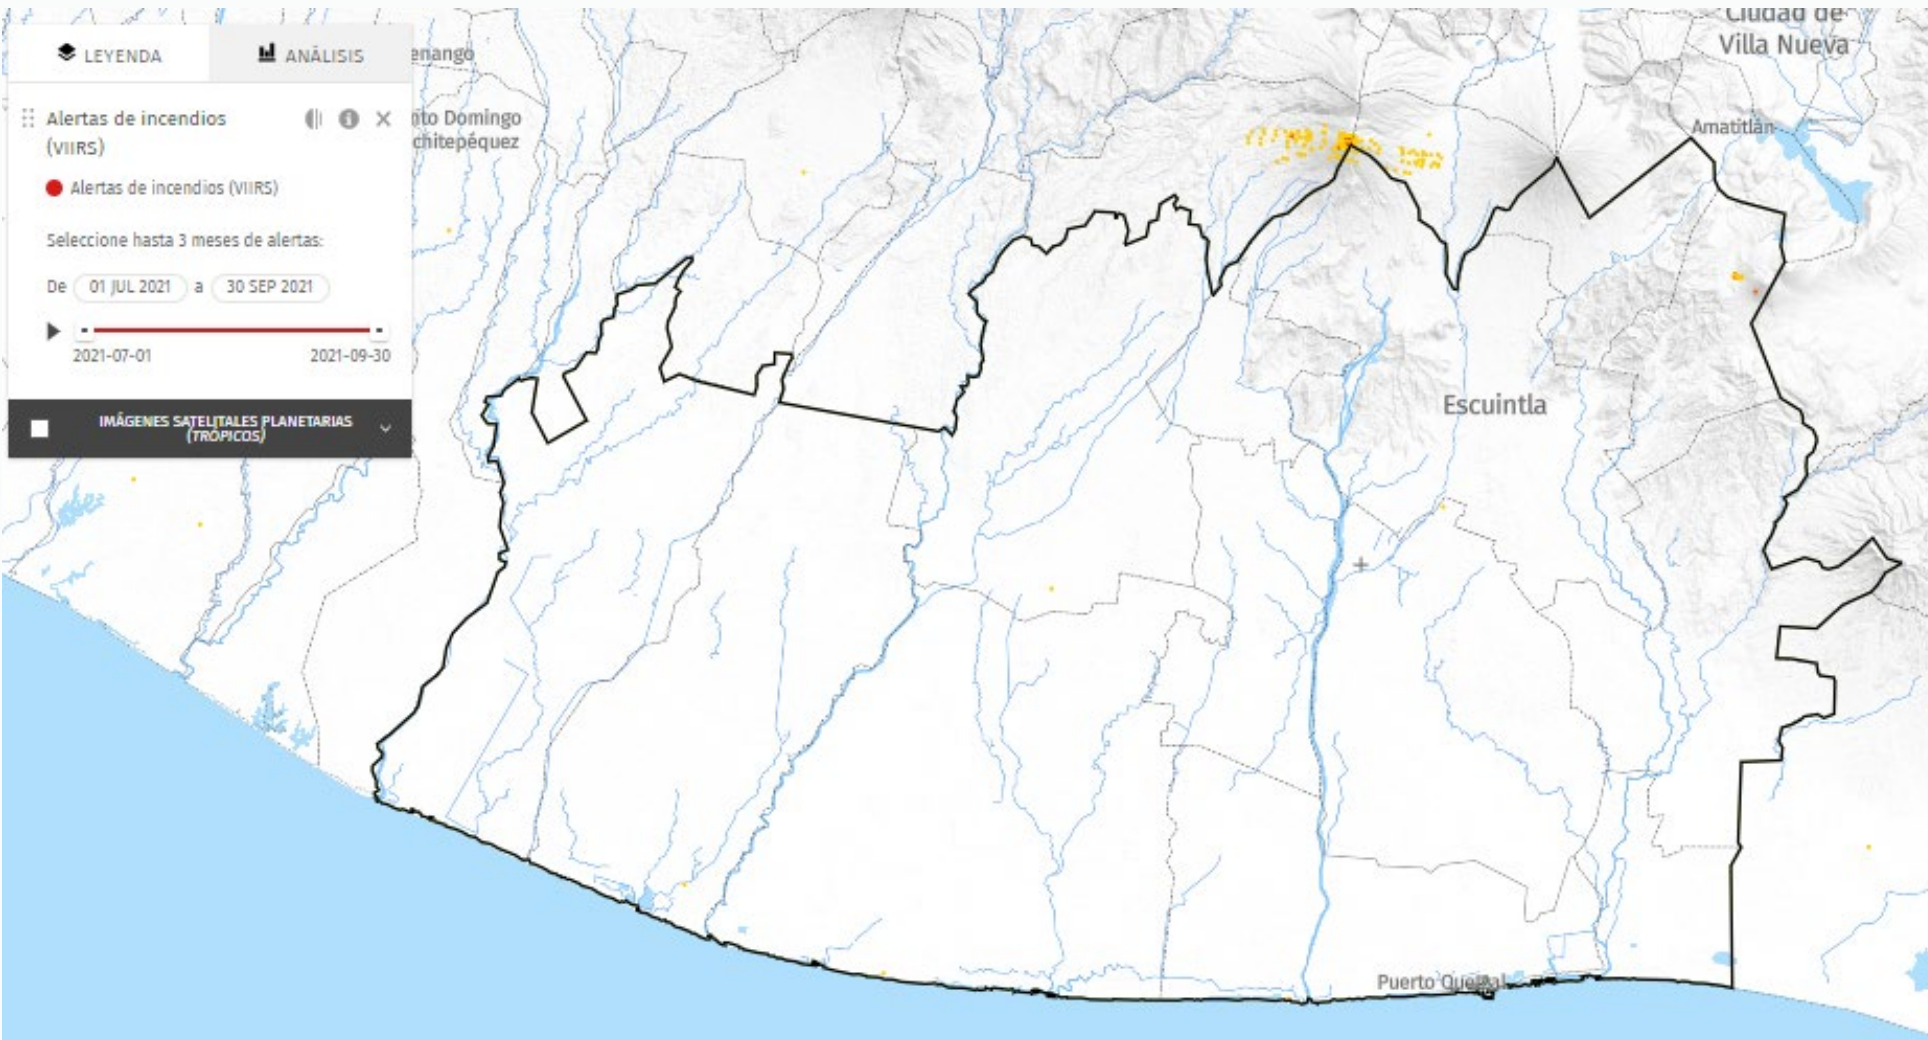 LEYENDA
ANÁLISIS
Alertas de incendios
(VIIRS)
Alertas de incendios (VIIRS)
Seleccione hasta 3 meses de alertas:
De 01 JUL 2021 a 30 SEP 2021
2021-07-01 2021-09-30
IMÁGENES SATELITALES PLANETARIAS
(TRÓPICOS)
enango
nto Domingo
chitepéquez
Ciudad de
Villa Nueva
Amatitlán
Escuintla
Puerto Quetzal